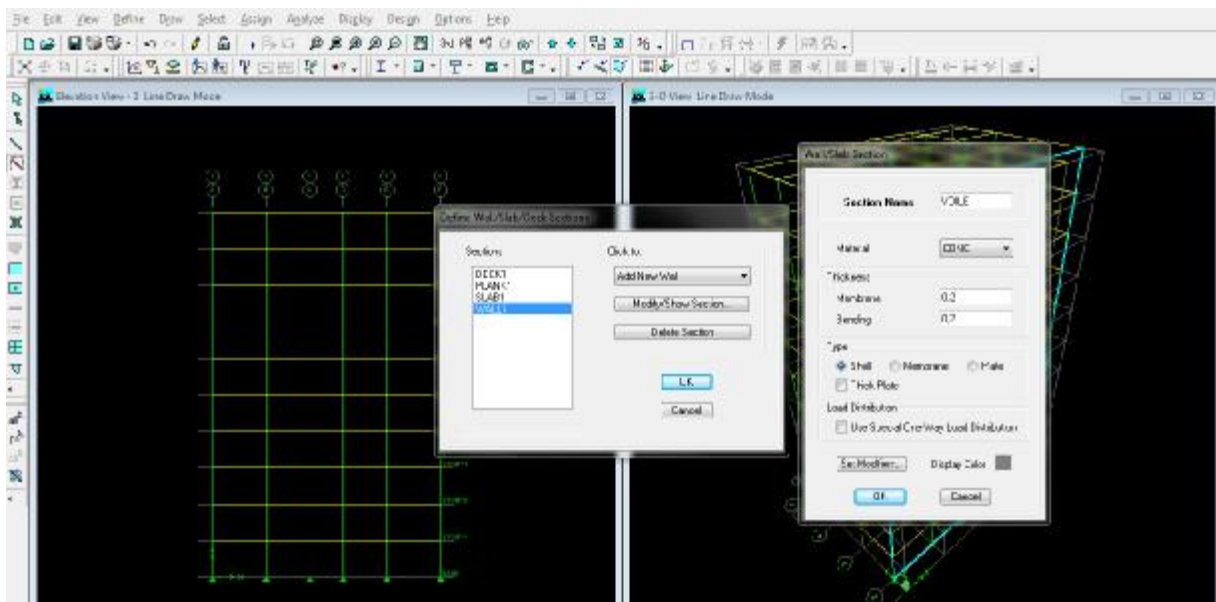 File Edit View Define Draw Select Assign Analyze Display Design Options Help
Elevation View - 2 Line Draw Mode
3-D View Line Draw Mode
Define Wall/Slab/Deck Sections
Sections
DECK1
PLANK1
SLAB1
WALL1
Click to:
Add New Wall
Modify/Show Section...
Delete Section
OK
Cancel
Wall/Slab Section
Section Name
VOILE
Material
CONC
Thickness
Membrane
0.2
Bending
0.2
Type
Shell
Membrane
Plate
Thick Plate
Load Distribution
Use Special One-Way Load Distribution
Set Modifiers...
Display Color
OK
Cancel